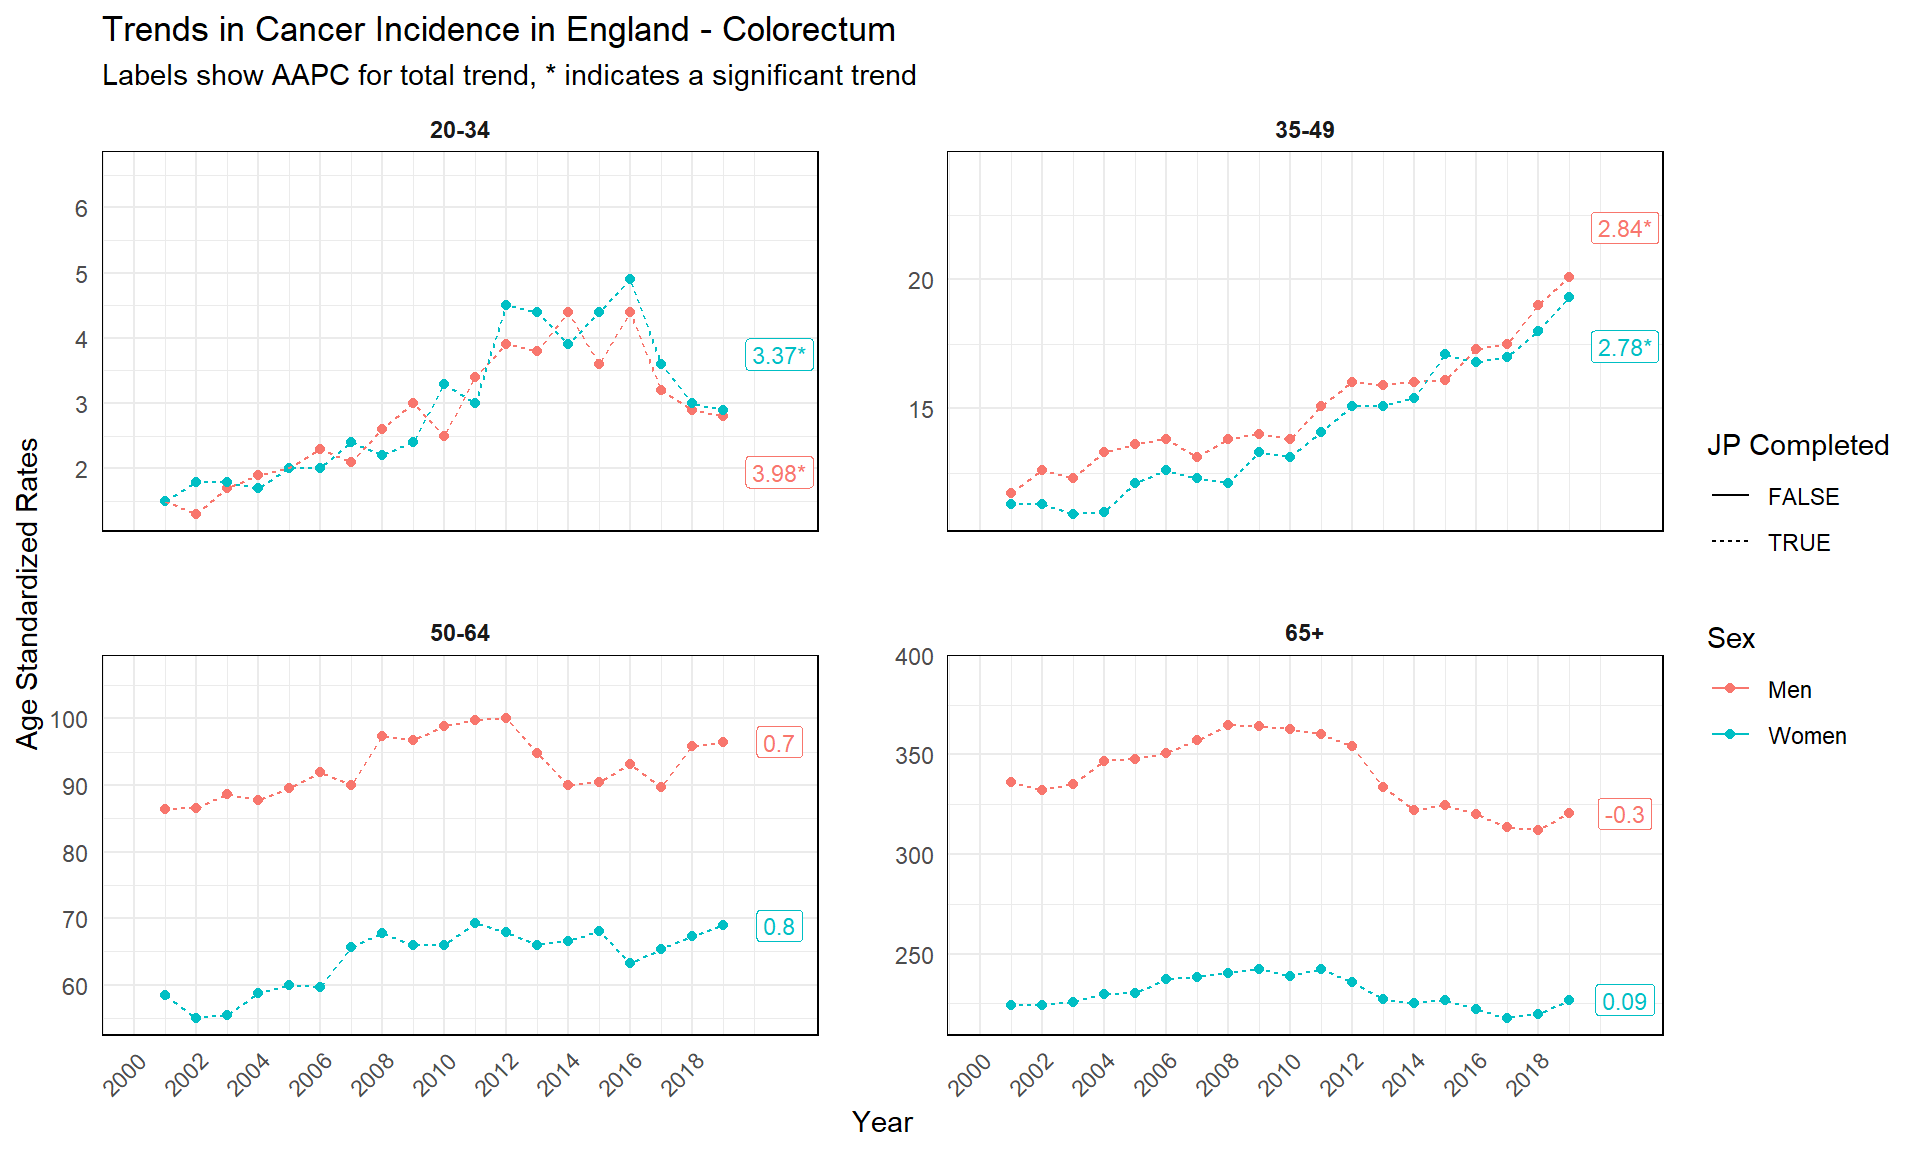 Trends in Cancer Incidence in England - Colorectum
Labels show AAPC for total trend, * indicates a significant trend
Age Standardized Rates
20-34
6
5
4
3
2
3.37*
3.98*
35-49
20
15
2.84*
2.78*
50-64
100
90
80
70
60
0.7
0.8
2000 2002 2004 2006 2008 2010 2012 2014 2016 2018
65+
400
350
300
250
-0.3
0.09
2000 2002 2004 2006 2008 2010 2012 2014 2016 2018
Year
JP Completed
FALSE
TRUE
Sex
Men
Women